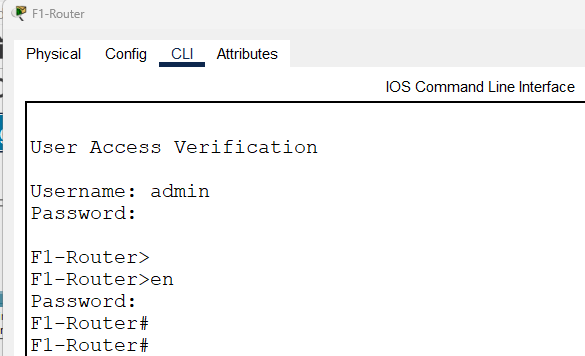 F1-Router
Physical Config CLI Attributes
IOS Command Line Interface
User Access Verification
Username: admin
Password:
F1-Router>
F1-Router>en
Password:
F1-Router#
F1-Router#